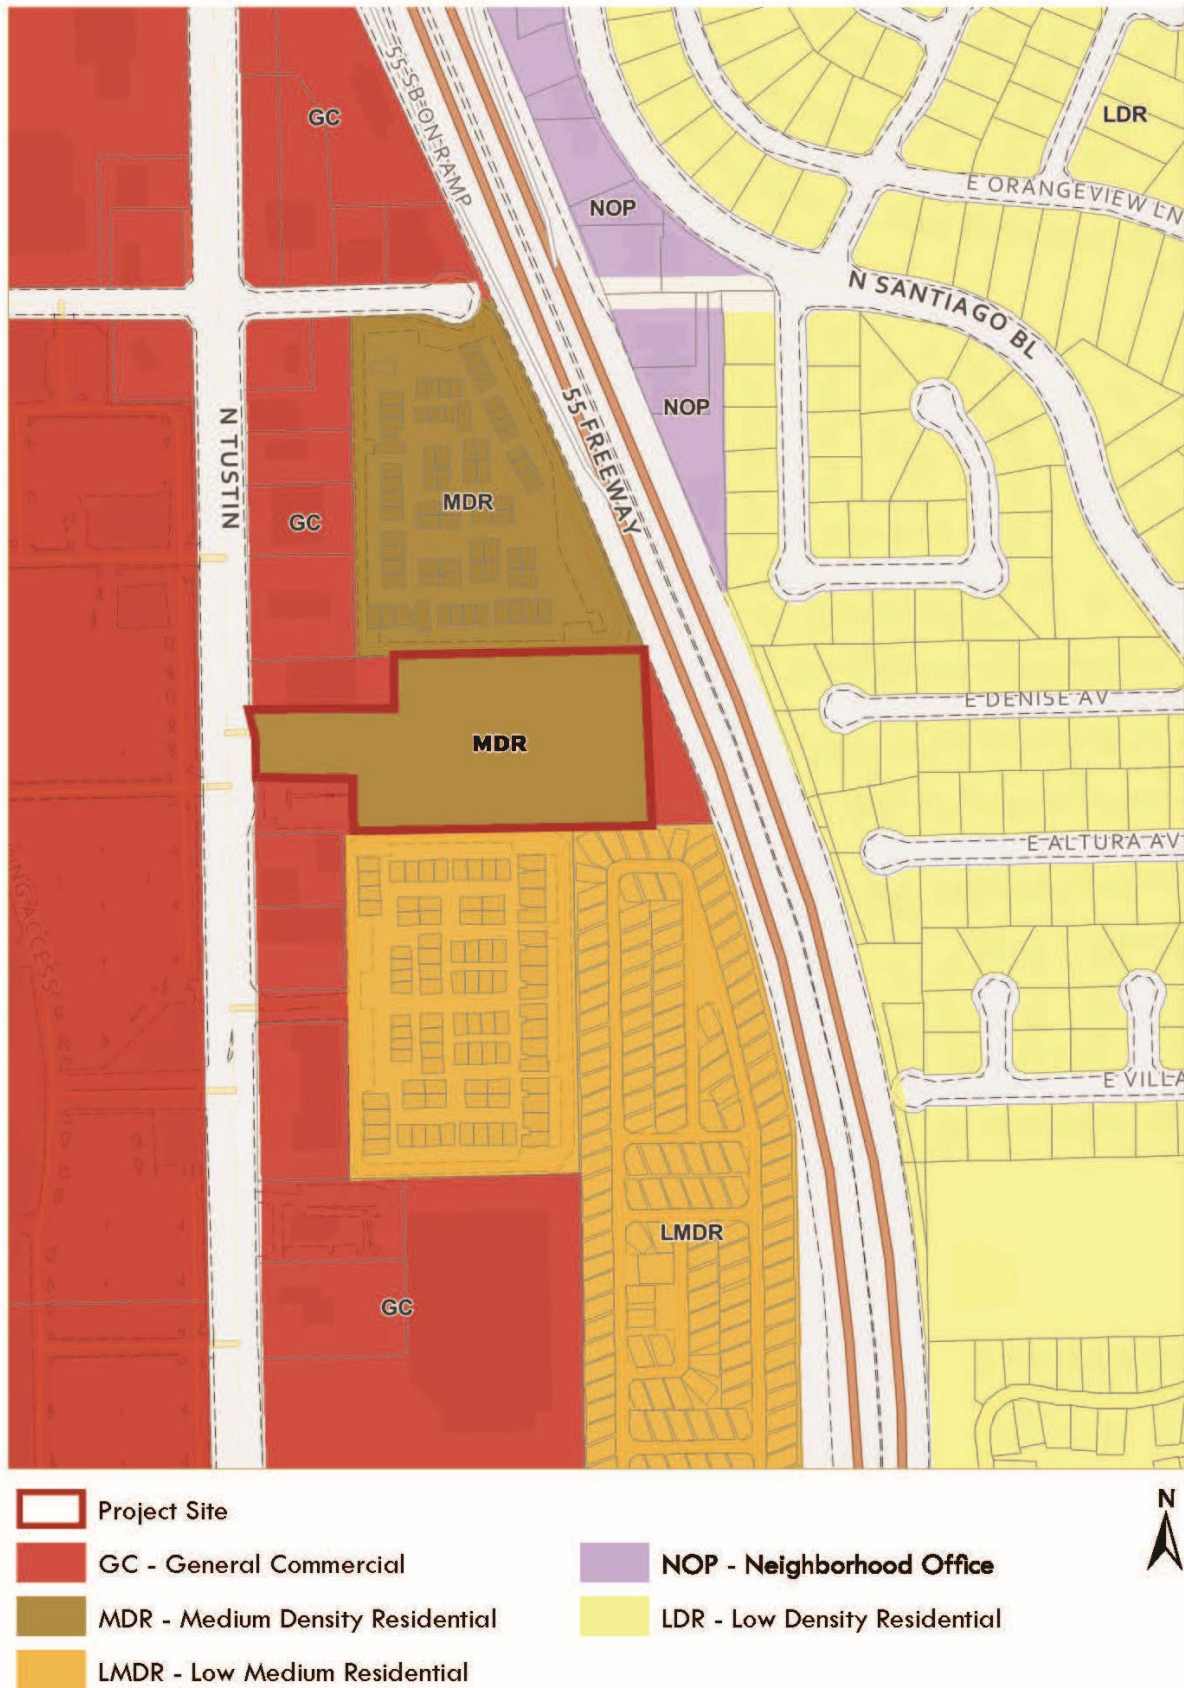 GC
55 SB ON RAMP
LDR
E ORANGEVIEW LN
NOP
N SANTIAGO BL
55 FREEWAY
NOP
N TUSTIN
MDR
GC
E DENISE AV
MDR
E ALTURA AV
E VILLA
LMDR
GC
N
Project Site
GC - General Commercial
NOP - Neighborhood Office
MDR - Medium Density Residential
LDR - Low Density Residential
LMDR - Low Medium Residential